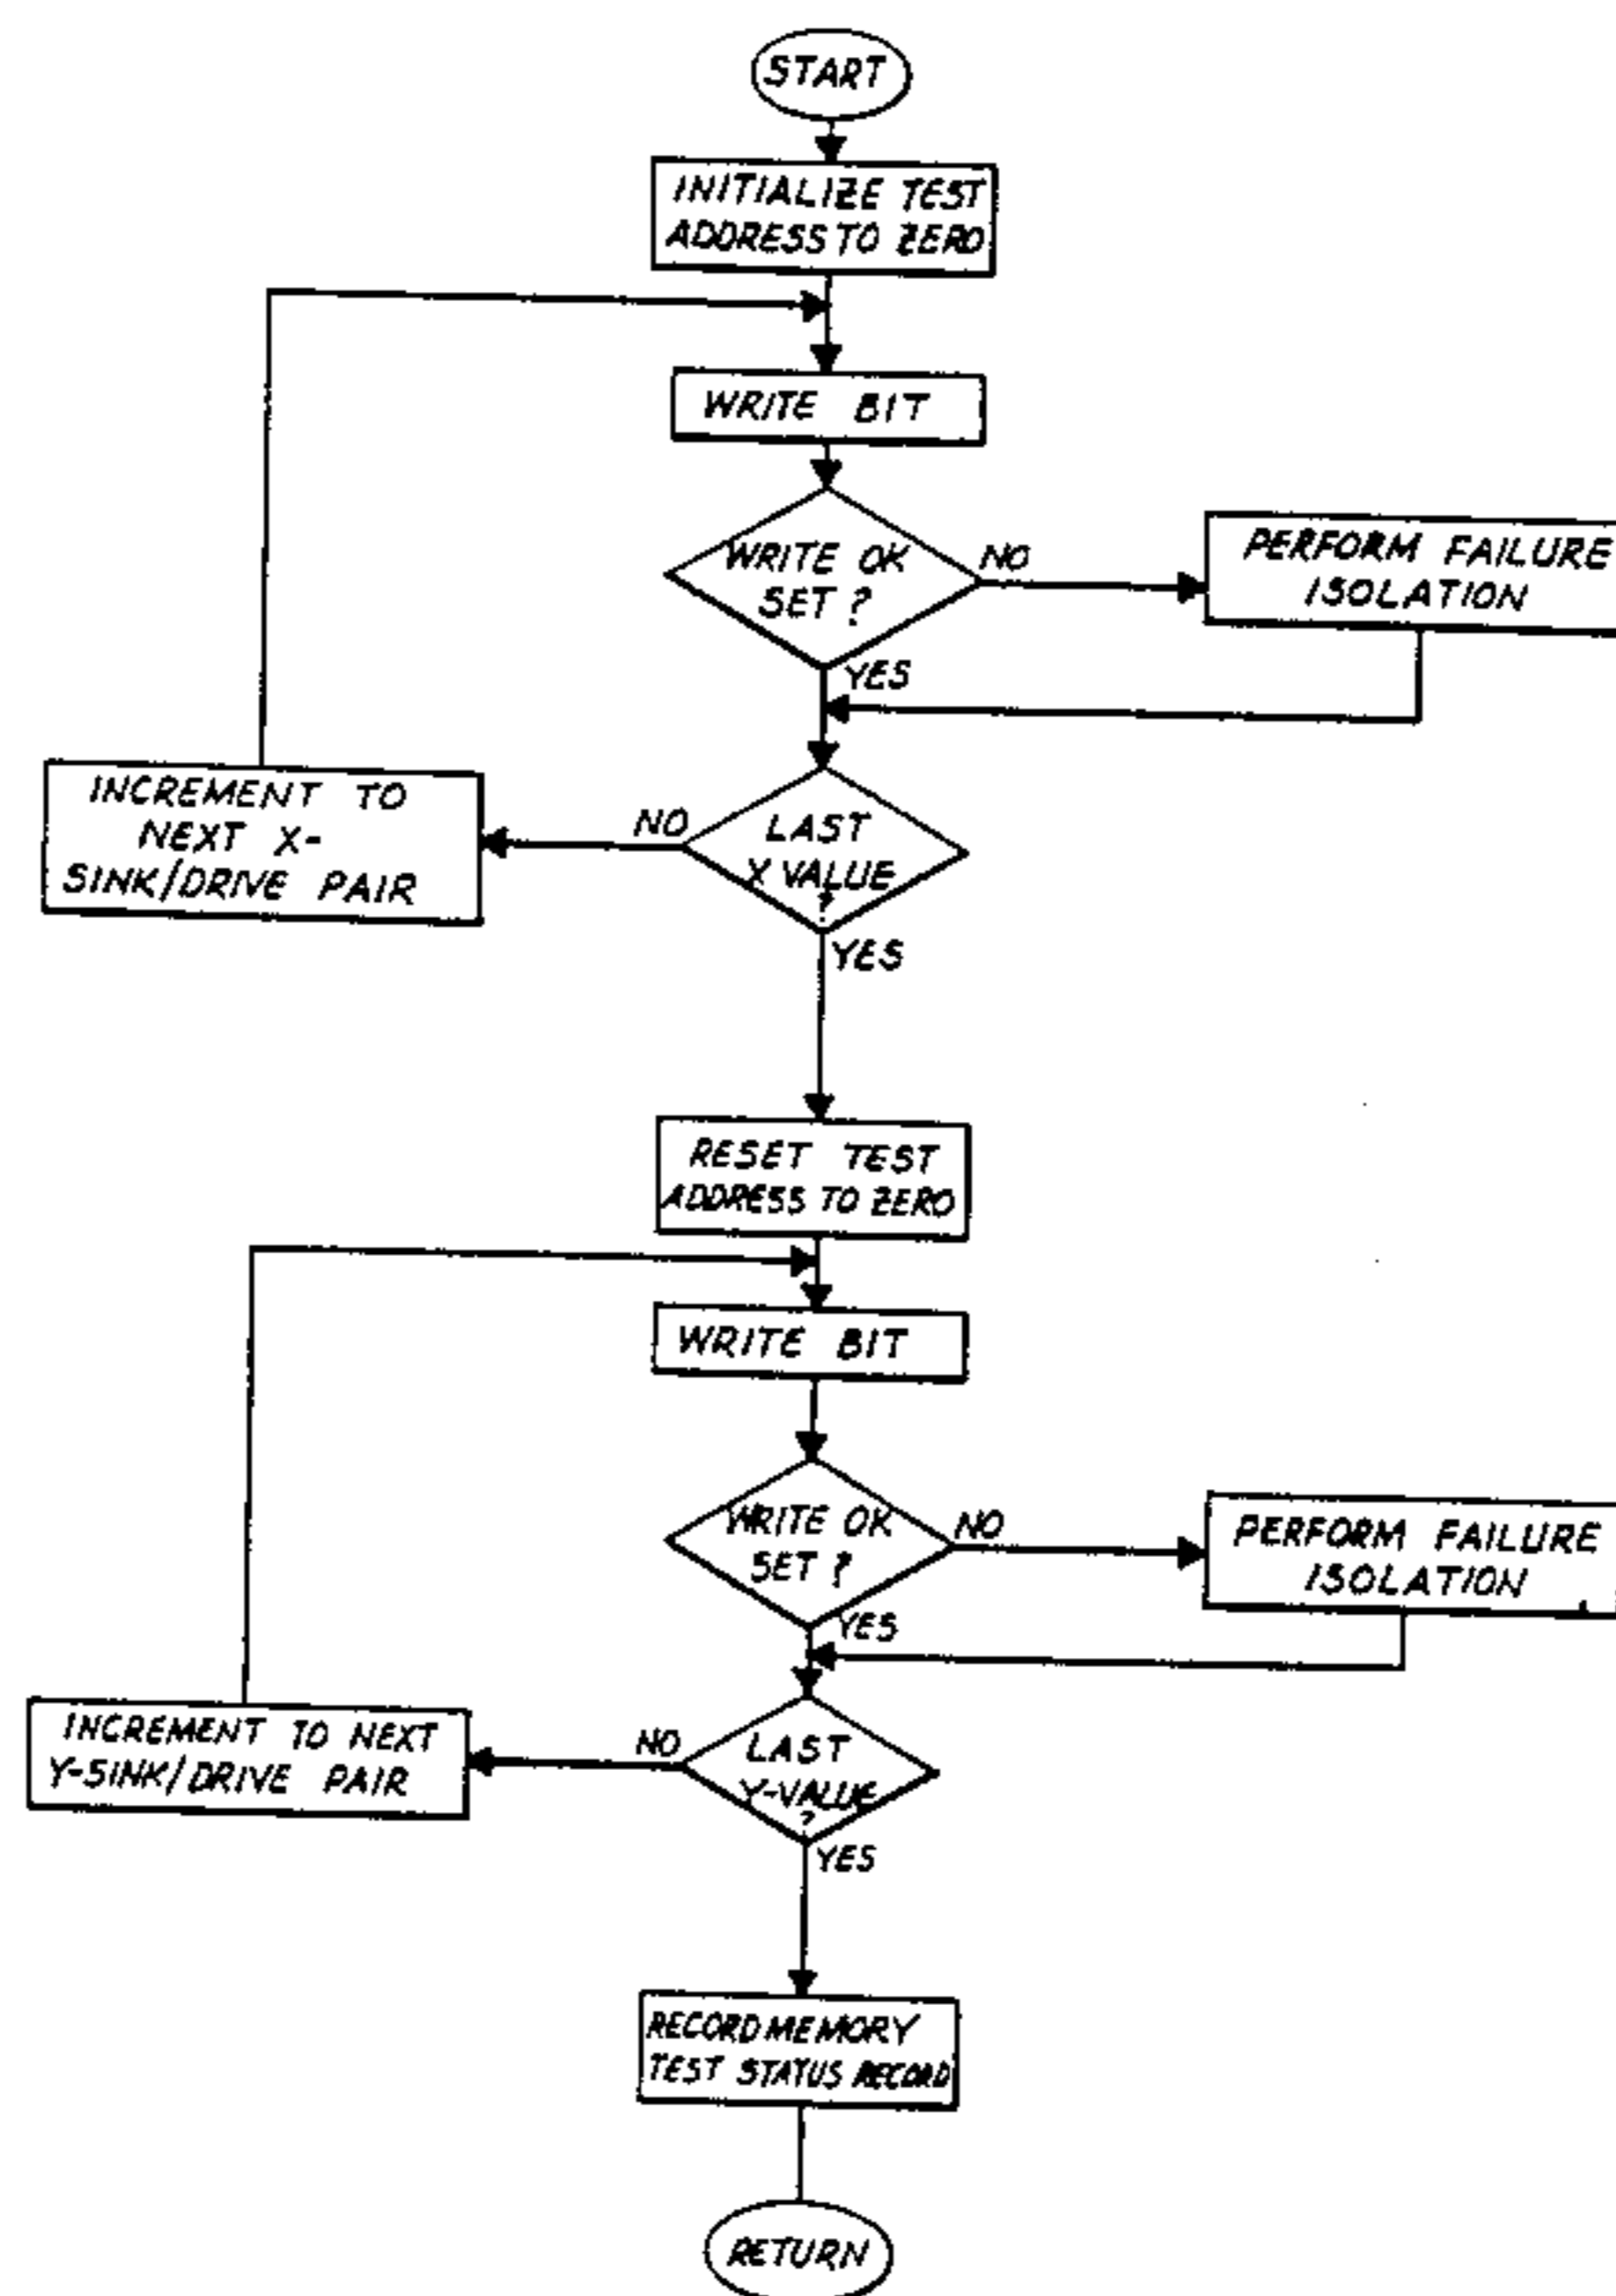 START
INITIALIZE TEST
ADDRESS TO ZERO
WRITE BIT
WRITE OK
SET ?
NO
PERFORM FAILURE
ISOLATION
YES
INCREMENT TO
NEXT X-
SINK/DRIVE PAIR
NO
LAST
X VALUE
?
YES
RESET TEST
ADDRESS TO ZERO
WRITE BIT
WRITE OK
SET ?
NO
PERFORM FAILURE
ISOLATION
YES
INCREMENT TO NEXT
Y-SINK/DRIVE PAIR
NO
LAST
Y-VALUE
?
YES
RECORD MEMORY
TEST STATUS RECORD
RETURN